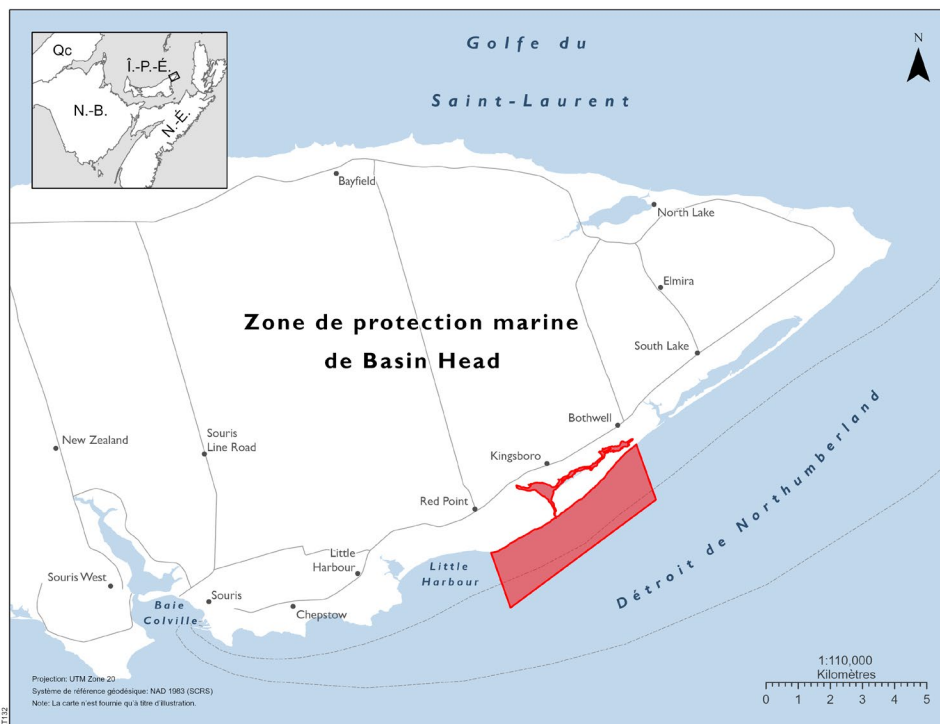 Golfe du
Saint-Laurent
N
Qc
Î.-P.-É.
N.-B.
N.-É.
Bayfield
North Lake
Elmira
Zone de protection marine
de Basin Head
South Lake
Bothwell
New Zealand
Souris
Line Road
Kingsboro
Red Point
Détroit de Northumberland
Little
Harbour
Little
Harbour
Souris West
Souris
Baie
Colville
Chepstow
Projection: UTM Zone 20
Système de référence géodésique: NAD 1983 (SCRS)
Note: La carte n'est fournie qu'à titre d'illustration.
1:110,000
Kilomètres
0 1 2 3 4 5
T132